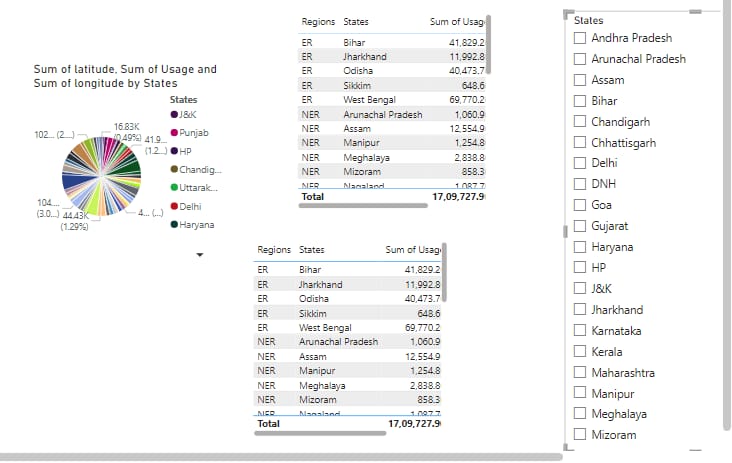 Sum of latitude, Sum of Usage and
Sum of longitude by States
States
J&K
Punjab
HP
Chandig...
Uttarak...
Delhi
Haryana
16.83K
(0.49%)
41.9...
(1.2...)
102... (2...)
104...
(3.0...)
44.43K
(1.29%)
4... (...)
Regions States Sum of Usag
ER Bihar 41,829.2
ER Jharkhand 11,992.8
ER Odisha 40,473.7
ER Sikkim 648.6
ER West Bengal 69,770.2
NER Arunachal Pradesh 1,060.9
NER Assam 12,554.9
NER Manipur 1,254.8
NER Meghalaya 2,838.8
NER Mizoram 858.3
NER Nagaland 1,087.7
Total 17,09,727.9
Regions States Sum of Usag
ER Bihar 41,829.2
ER Jharkhand 11,992.8
ER Odisha 40,473.7
ER Sikkim 648.6
ER West Bengal 69,770.2
NER Arunachal Pradesh 1,060.9
NER Assam 12,554.9
NER Manipur 1,254.8
NER Meghalaya 2,838.8
NER Mizoram 858.3
NER Nagaland 1,087.7
Total 17,09,727.9
States
Andhra Pradesh
Arunachal Pradesh
Assam
Bihar
Chandigarh
Chhattisgarh
Delhi
DNH
Goa
Gujarat
Haryana
HP
J&K
Jharkhand
Karnataka
Kerala
Maharashtra
Manipur
Meghalaya
Mizoram